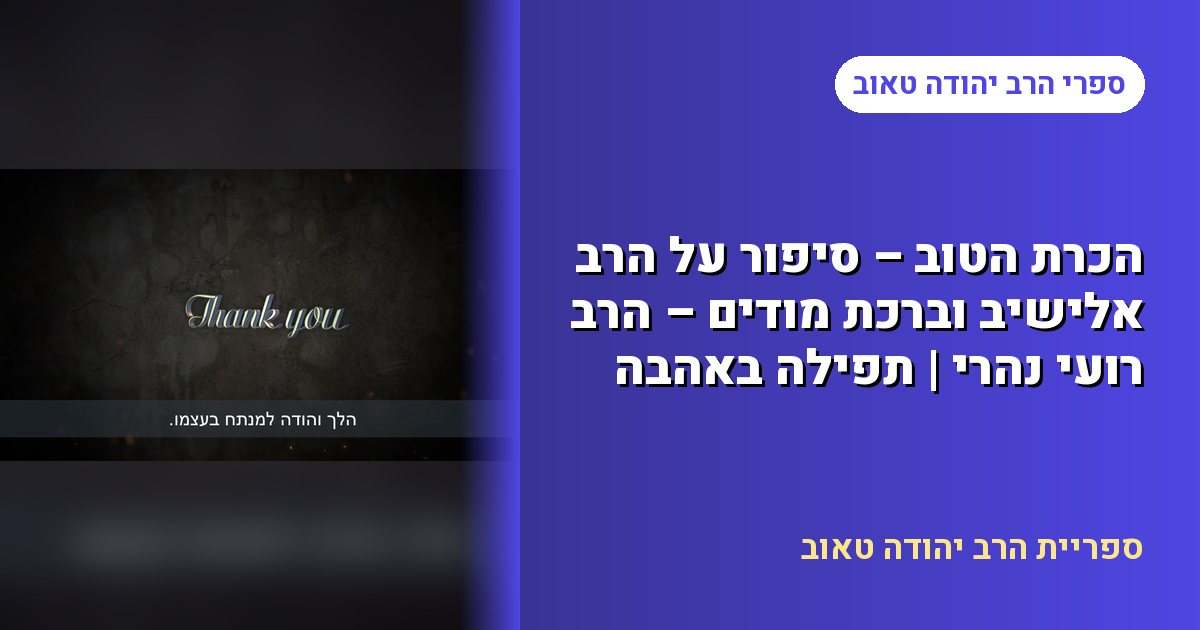 ספרי הרב יהודה טאוב
הכרת הטוב – סיפור על הרב
אלישיב וברכת מודים – הרב
רועי נהרי | תפילה באהבה
ספריית הרב יהודה טאוב
Thank you
הלך והודה למנתח בעצמו.